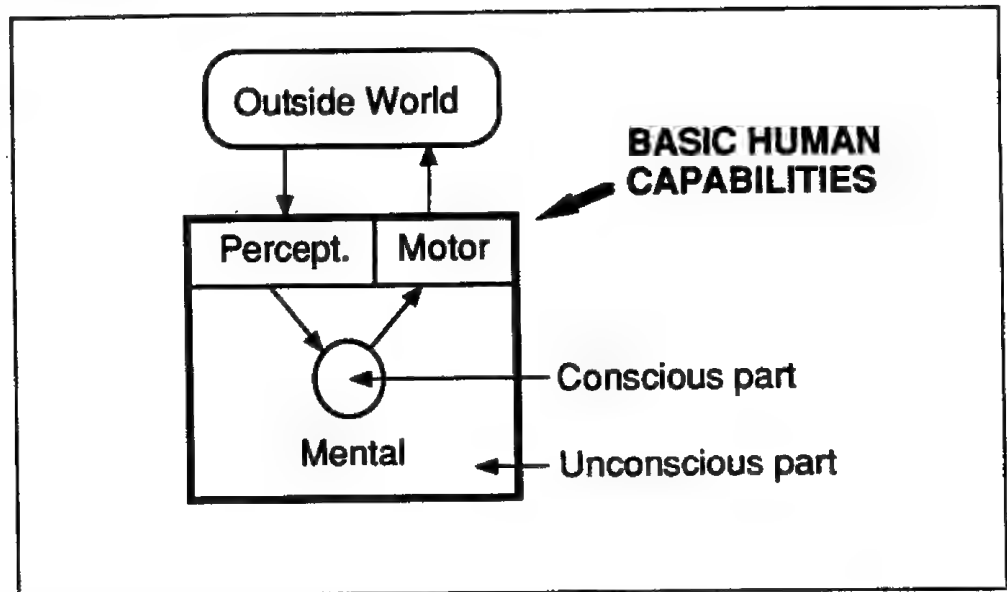 Outside World
BASIC HUMAN
CAPABILITIES
Percept.
Motor
Conscious part
Mental
Unconscious part